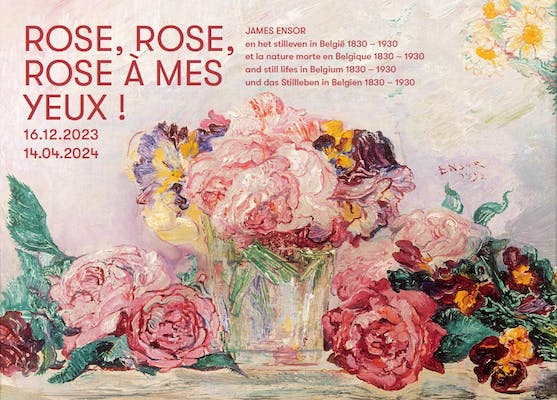 ROSE, ROSE,
ROSE À MES
YEUX !
16.12.2023
14.04.2024
JAMES ENSOR
en het stilleven in België 1830 – 1930
et la nature morte en Belgique 1830 – 1930
and still lifes in Belgium 1830 – 1930
und das Stillleben in Belgien 1830 – 1930
ENSOR